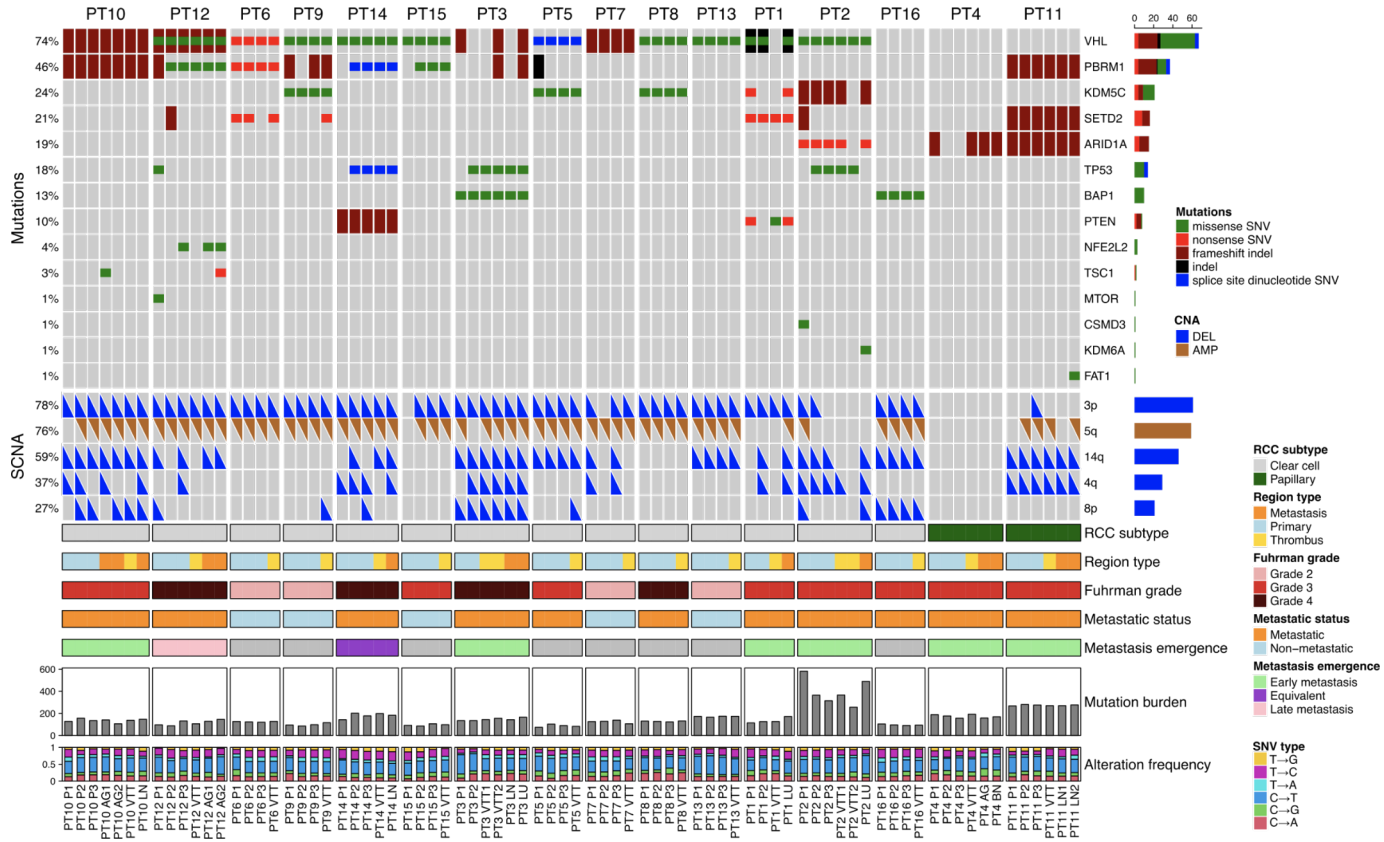 PT10 PT12 PT6 PT9 PT14 PT15 PT3 PT5 PT7 PT8 PT13 PT1 PT2 PT16 PT4 PT11
0 20 40 60
Mutations
74% VHL
46% PBRM1
24% KDM5C
21% SETD2
19% ARID1A
18% TP53
13% BAP1
10% PTEN
4% NFE2L2
3% TSC1
1% MTOR
1% CSMD3
1% KDM6A
1% FAT1
Mutations
missense SNV
nonsense SNV
frameshift indel
indel
splice site dinucleotide SNV
CNA
DEL
AMP
SCNA
78% 3p
76% 5q
59% 14q
37% 4q
27% 8p
RCC subtype
Region type
Fuhrman grade
Metastatic status
Metastasis emergence
600
400
200
0
Mutation burden
1
0.5
0
Alteration frequency
RCC subtype
Clear cell
Papillary
Region type
Metastasis
Primary
Thrombus
Fuhrman grade
Grade 2
Grade 3
Grade 4
Metastatic status
Metastatic
Non−metastatic
Metastasis emergence
Early metastasis
Equivalent
Late metastasis
SNV type
T→G
T→C
T→A
C→T
C→G
C→A
PT10 P1
PT10 P2
PT10 P3
PT10 AG1
PT10 AG2
PT10 VTT
PT10 LN
PT12 P1
PT12 P2
PT12 P3
PT12 VTT
PT12 AG1
PT12 AG2
PT6 P1
PT6 P2
PT6 P3
PT6 VTT
PT9 P1
PT9 P2
PT9 P3
PT9 VTT
PT14 P1
PT14 P2
PT14 P3
PT14 VTT
PT14 LN
PT15 P1
PT15 P2
PT15 P3
PT15 VTT
PT3 P1
PT3 P2
PT3 VTT1
PT3 VTT2
PT3 LN
PT3 LU
PT5 P1
PT5 P2
PT5 P3
PT5 VTT
PT7 P1
PT7 P2
PT7 P3
PT7 VTT
PT8 P1
PT8 P2
PT8 P3
PT8 VTT
PT13 P1
PT13 P2
PT13 P3
PT13 VTT
PT1 P1
PT1 P2
PT1 VTT
PT1 LU
PT2 P1
PT2 P2
PT2 P3
PT2 VTT1
PT2 VTT2
PT2 LU
PT16 P1
PT16 P2
PT16 P3
PT16 VTT
PT4 P1
PT4 P2
PT4 P3
PT4 VTT
PT4 AG
PT4 BN
PT11 P1
PT11 P2
PT11 P3
PT11 VTT
PT11 LN1
PT11 LN2